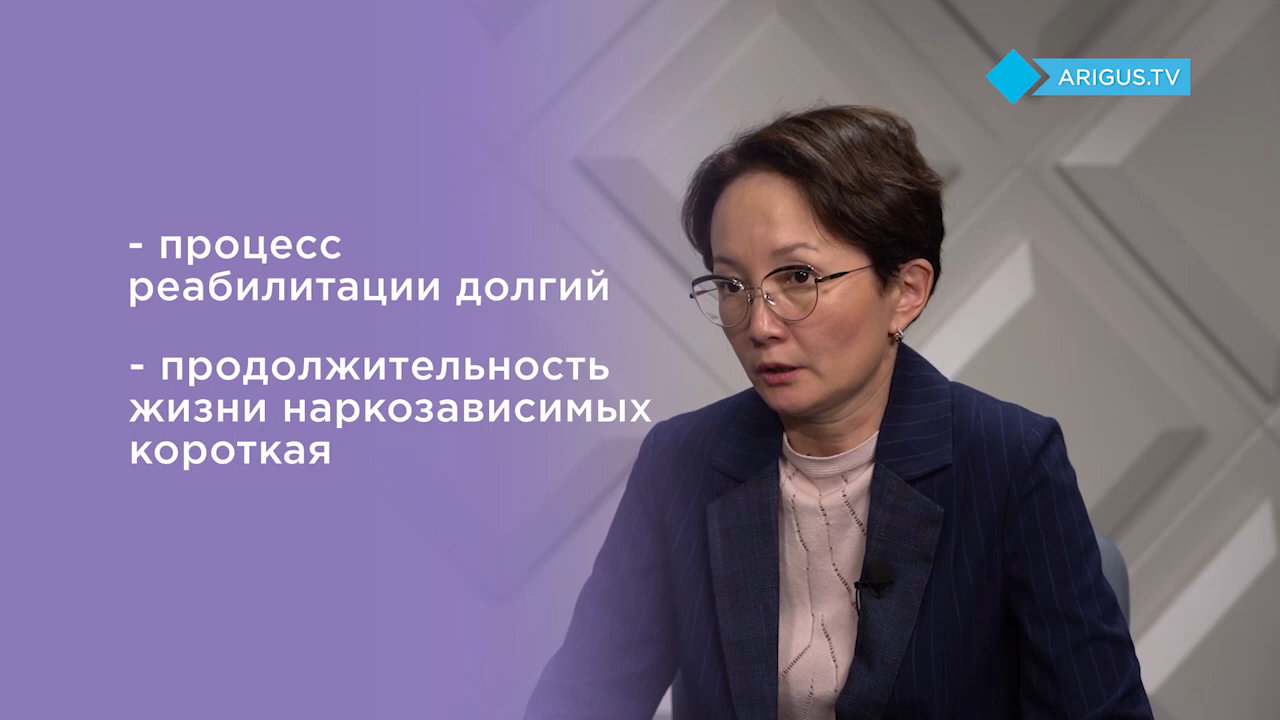 ARIGUS.TV
- процесс
реабилитации долгий
- продолжительность
жизни наркозависимых
короткая